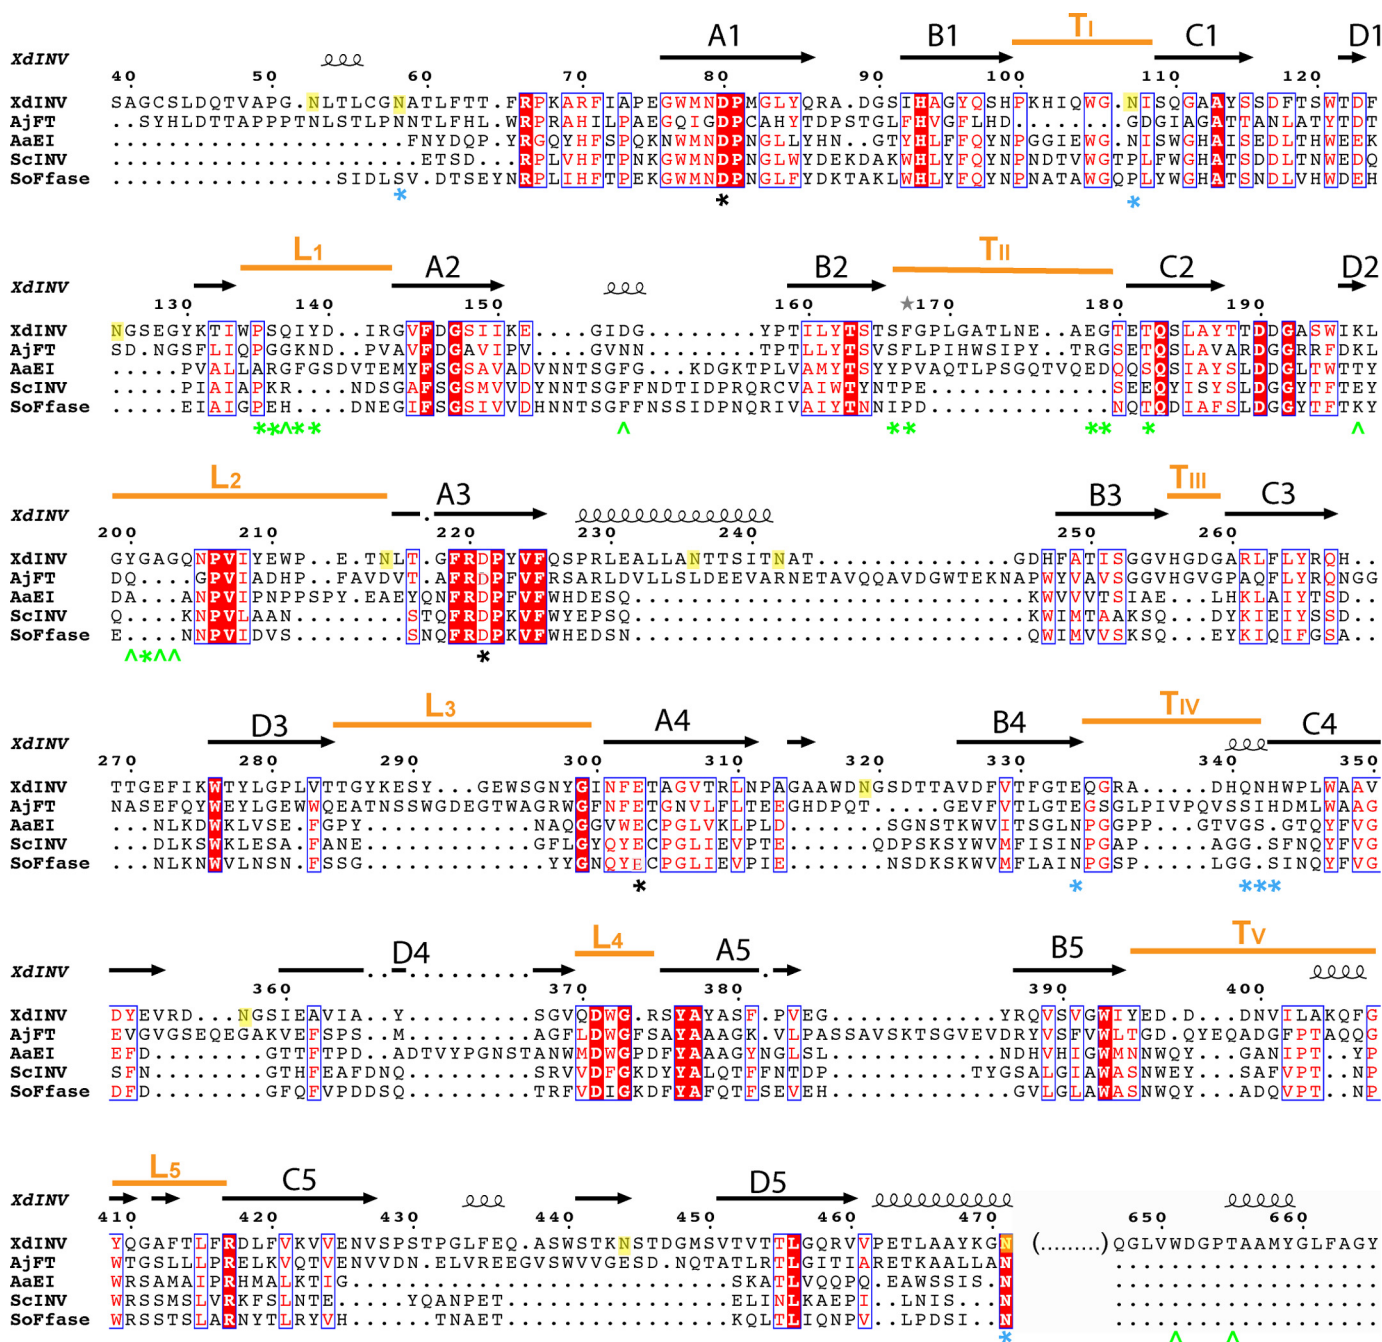 A1 B1 TI C1 D1
XdINV
40 50 60 70 80 90 100 110 120
XdINV SAGCSLDQTVAPG.NLTLCGNATLFTT.FRPKARFIAPEGWMNDPMGLYQRA.DGSIHAGYQSHPKHIQWG.NISQGAAYSSDFTSWTDF
AjFT ..SYHLDTTAPPPTNLSTLPNNTLFHL.WRPRAHILPAEGQIGDPCAHYTDPSTGLFHVGFLHD.......GDGIAGATTANLATYTDT
AaEI .....................FNYDQP.YRGQYHFSPQKNWMNDPNGLLYHN..GTYHLFFQYNPGGIEWG.NISWGHATSEDLTHWEEK
ScINV ......................ETSD..RPLVHFTPNKGWMNDPNGLWYDEKDAKWHLYFQYNPNDTVWGTPLFWGHATSDDLTNWEDQ
SoFfase ................SIDLSV.DTSEYNRPLIHFTPEKGWMNDPNGLFYDKTAKLWHLYFQYNPNATAWGQPLYWGHATSNDLVHWDEH
* * *
L1 A2 B2 TII C2 D2
XdINV
130 140 150 160 ★170 180 190
XdINV NGSEGYKTIWPSQIYD..IRGVFDGSIIKE....GIDG........YPTILYTSTSFGPLGATLNE..AEGTETQSLAYTTDDGASWIKL
AjFT SD.NGSFLIQPGGKND..PVAVFDGAVIPV....GVNN........TPTLLYTSVSFLPIHWSIPY..TRGSETQSLAVARDGGRRFDKL
AaEI .....PVALLARGFGSDVTEMYFSGSAVADVNNTSGFG...KDGKTPLVAMYTSYYPVAQTLPSGQTVQEDQQSQSIAYSLDDGLTWTTY
ScINV .....PIAIAPKR....NDSGAFSGSMVVDYNNTSGFFNDTIDPRQRCVAIWTYNTPE...........SEEQYISYSLDGGYTFTEY
SoFfase .....EIAIGPEH....DNEGIFSGSIVVDHNNTSGFFNSSIDPNQRIVAIYTNNIPD...........NQTQDIAFSLDGGYTFTKY
**^** ^ ** ** * ^
L2 A3 B3 TIII C3
XdINV .
200 210 220 230 240 250 260
XdINV GYGAGQNPVIYEWP..E.TNLT.GFRDPYVFQSPRLEALLANTTSITNAT..............GDHFATISGGVHGDGARLFLYRQH..
AjFT DQ....GPVIADHP..FAVDVT.AFRDPFVFRSARLDVLLSLDEEVARNETAVQQAVDGWTEKNAPWYVAVSGGVHGVGPAQFLYRQNGG
AaEI DA...ANPVIPNPPSPY.EAEYQNFRDPFVFWHDESQ............................KWVVVTSIAE...LHKLAIYTSD..
ScINV Q....KNPVLAAN........STQFRDPKVFWYEPSQ............................KWIMTAAKSQ...DYKIEIYSSD..
SoFfase E....NNPVIDVS........SNQFRDPKVFWHEDSN............................QWIMVVSKSQ...EYKIQIFGSA..
^*^^ *
D3 L3 A4 B4 TIV C4
XdINV
270 280 290 300 310 320 330 340 350
XdINV TTGEFIKWTYLGPLVTTGYKESY...GEWSGNYGINFETAGVTRLNPAGAAWDNGSDTTAVDFVTFGTEQGRA....DHQNHWPLWAAV
AjFT NASEFQYWEYLGEWWQEATNSSWGDEGTWAGRWGFNFETGNVLFLTEEGHDPQT.....GEVFVTLGTEGSGLPIVPQVSSIHDMLWAAG
AaEI ...NLKDWKLVSE.FGPY..........NAQGGVWECPGLVKLPLD.......SGNSTKWVITSGLNPGGPP...GTVGS.GTQYFVG
ScINV ...DLKSWKLESA.FANE..........GFLGYQYECPGLIEVPTE.......QDPSKSYWVMFISINPGAP....AGG.SFNQYFVG
SoFfase ...NLKNWVLNSN.FSSG..........YYGNQYECPGLIEVPIE.......NSDKSKWVMFLAINPGSP....LGG.SINQYFVG
* * ***
D4 L4 A5 B5 TV
XdINV
360 370 380 390 400
XdINV DYEVRD...NGSIEAVIA..Y........SGVQDWG.RSYAYASF.PVEG.............YRQVSVGWIYED.D..DNVILAKQFG
AjFT EVGVGSEQEGAKVEFSPS..M........AGFLDWGFSAYAAAGK.VLPASSAVSKTSGVEVDRYVSFVWLTGD.QYEQADGFPTAQQG
AaEI EFD........GTTFTPD..ADTVYPGNSTANWMDWGPDFYAAAGYNGLSL...........NDHVHIGWMNNWQY...GANIPT..YP
ScINV SFN........GTHFEAFDNQ........SRVVDFGKDYYALQTFFNTDP...........TYGSALGIAWASNWEY...SAFVPT..NP
SoFfase DFD........GFQFVPDDSQ........TRFVDIGKDFYAFQTFSEVEH.............GVLGLAWASNWQY...ADQVPT..NP
L5 C5 D5
XdINV
410 420 430 440 450 460 470 650 660
XdINV YQGAFTLFRDLFVKVVENVSPSTPGLFEQ.ASWSTKNSTDGMSVTVTTLGQRVVPETLAAYKGN (.........) QGLVWDGPTAAMYGLFAGY
AjFT WTGSLLLPRELKVQTVENVVDN.ELVREEGVSWVVGESD.NQTATLRTLGITIARETKAALLAN ...................
AaEI WRSAMAIPRHMALKTIG...........................SKATLVQQPQ.EAWSSIS.N ...................
ScINV WRSSMSLVRKFSLNTE.....YQANPET................ELINLKAEPI..LNIS...N ...................
SoFfase WRSSTSLARNYTLRYVH....TNAET..................KQLTLIQNPV..LPDSI..N ...................
* ^ ^